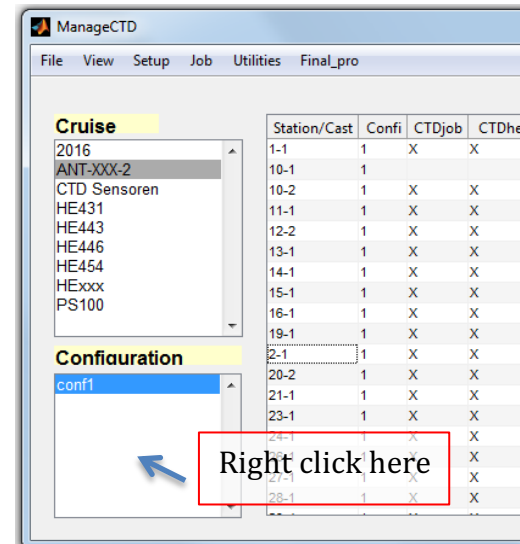 ManageCTD
File View Setup Job Utilities Final_pro
Cruise
2016
ANT-XXX-2
CTD Sensoren
HE431
HE443
HE446
HE454
HExxx
PS100
Configuration
conf1
Station/Cast Confi CTDjob CTDhe
1-1 1 X X
10-1 1
10-2 1 X X
11-1 1 X X
12-2 1 X X
13-1 1 X X
14-1 1 X X
15-1 1 X X
16-1 1 X X
19-1 1 X X
2-1 1 X X
20-2 1 X X
21-1 1 X X
23-1 1 X X
24-1 1 X X
X
27-1 X
28-1 1 X X
Right click here